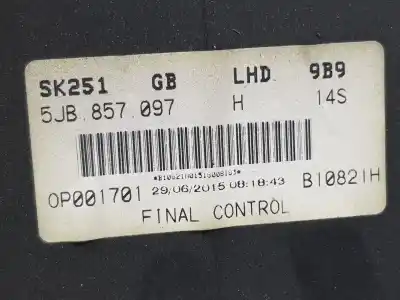 SK251 GB LHD 9B9
5JB.857.097 H 14S
OP001701 29/06/2015 08:18:43 B10821H
FINAL CONTROL